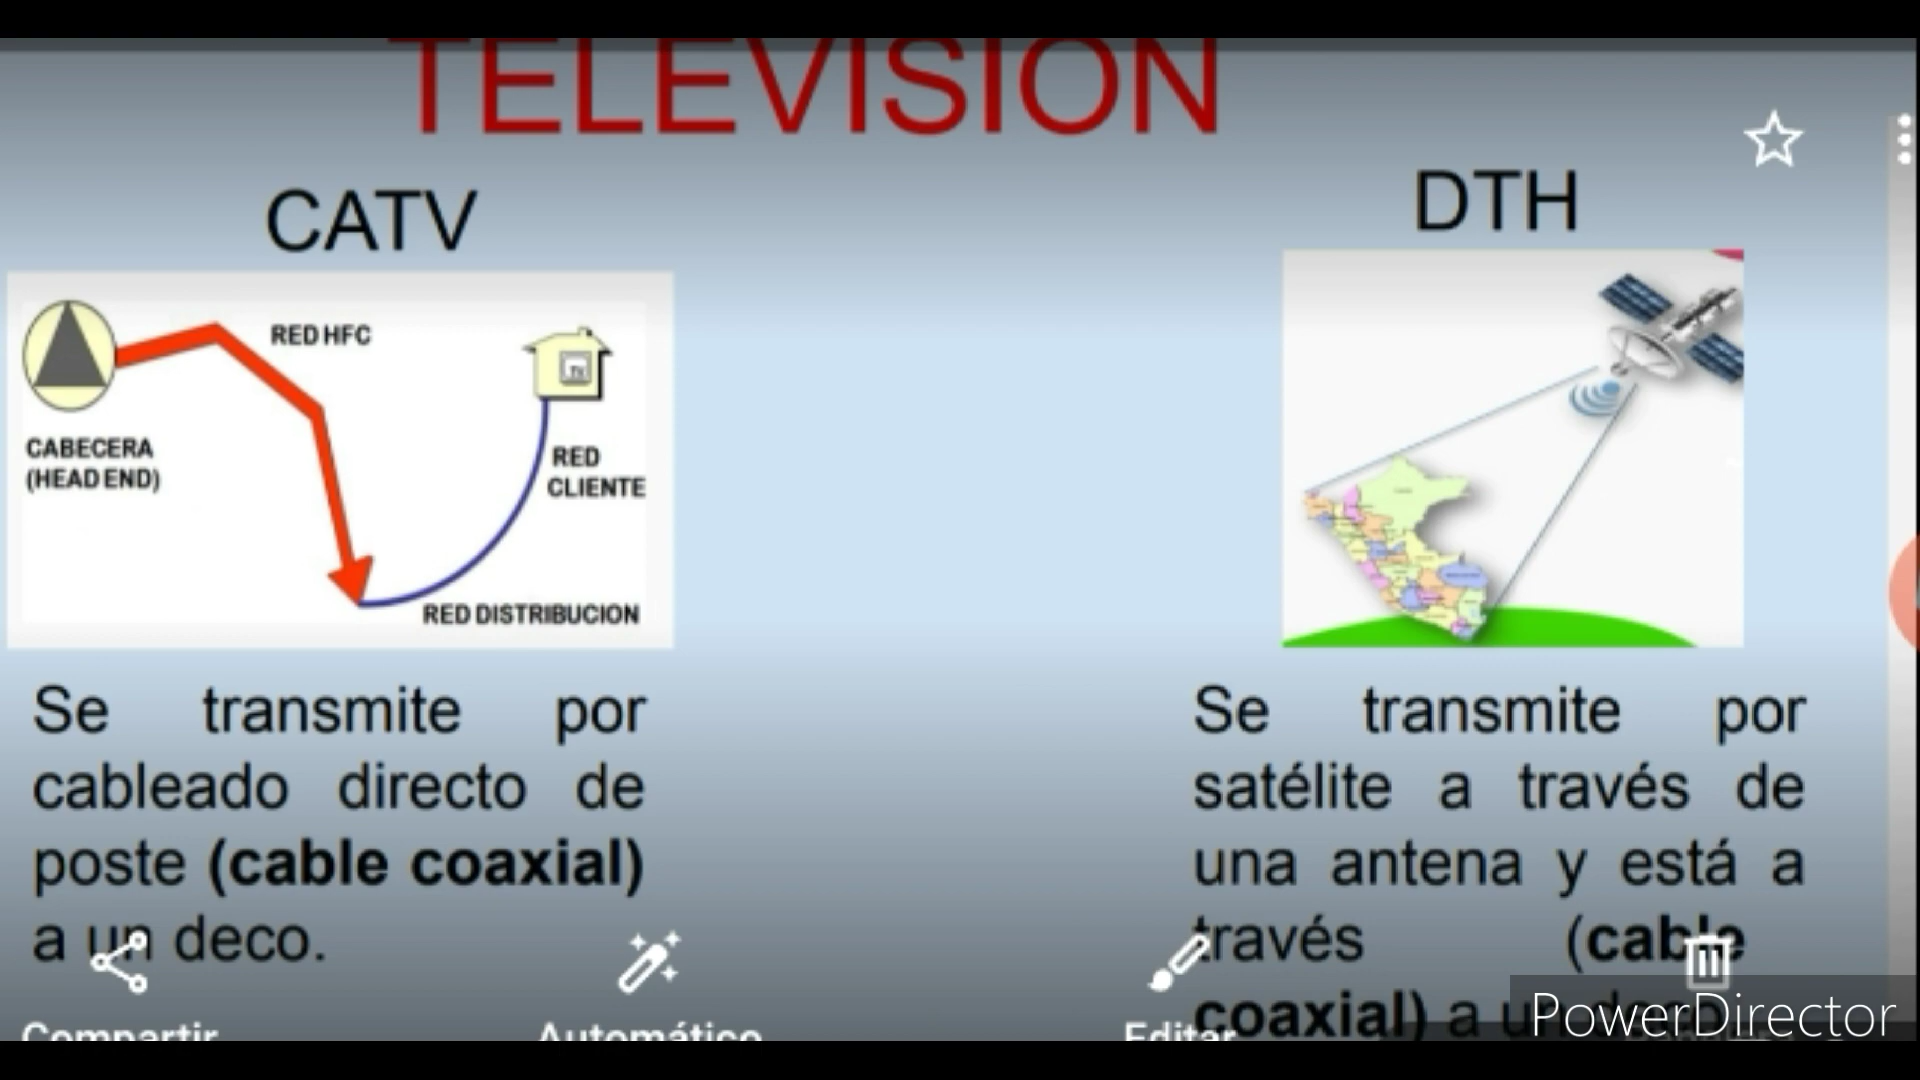 TELEVISION
CATV
DTH
RED HFC
CABECERA
(HEAD END)
TV
RED
CLIENTE
RED DISTRIBUCION
Se transmite por
cableado directo de
poste (cable coaxial)
a un deco.
Se transmite por
satélite a través de
una antena y está a
través (cable
coaxial) a un deco
Compartir
Automático
Editar
PowerDirector